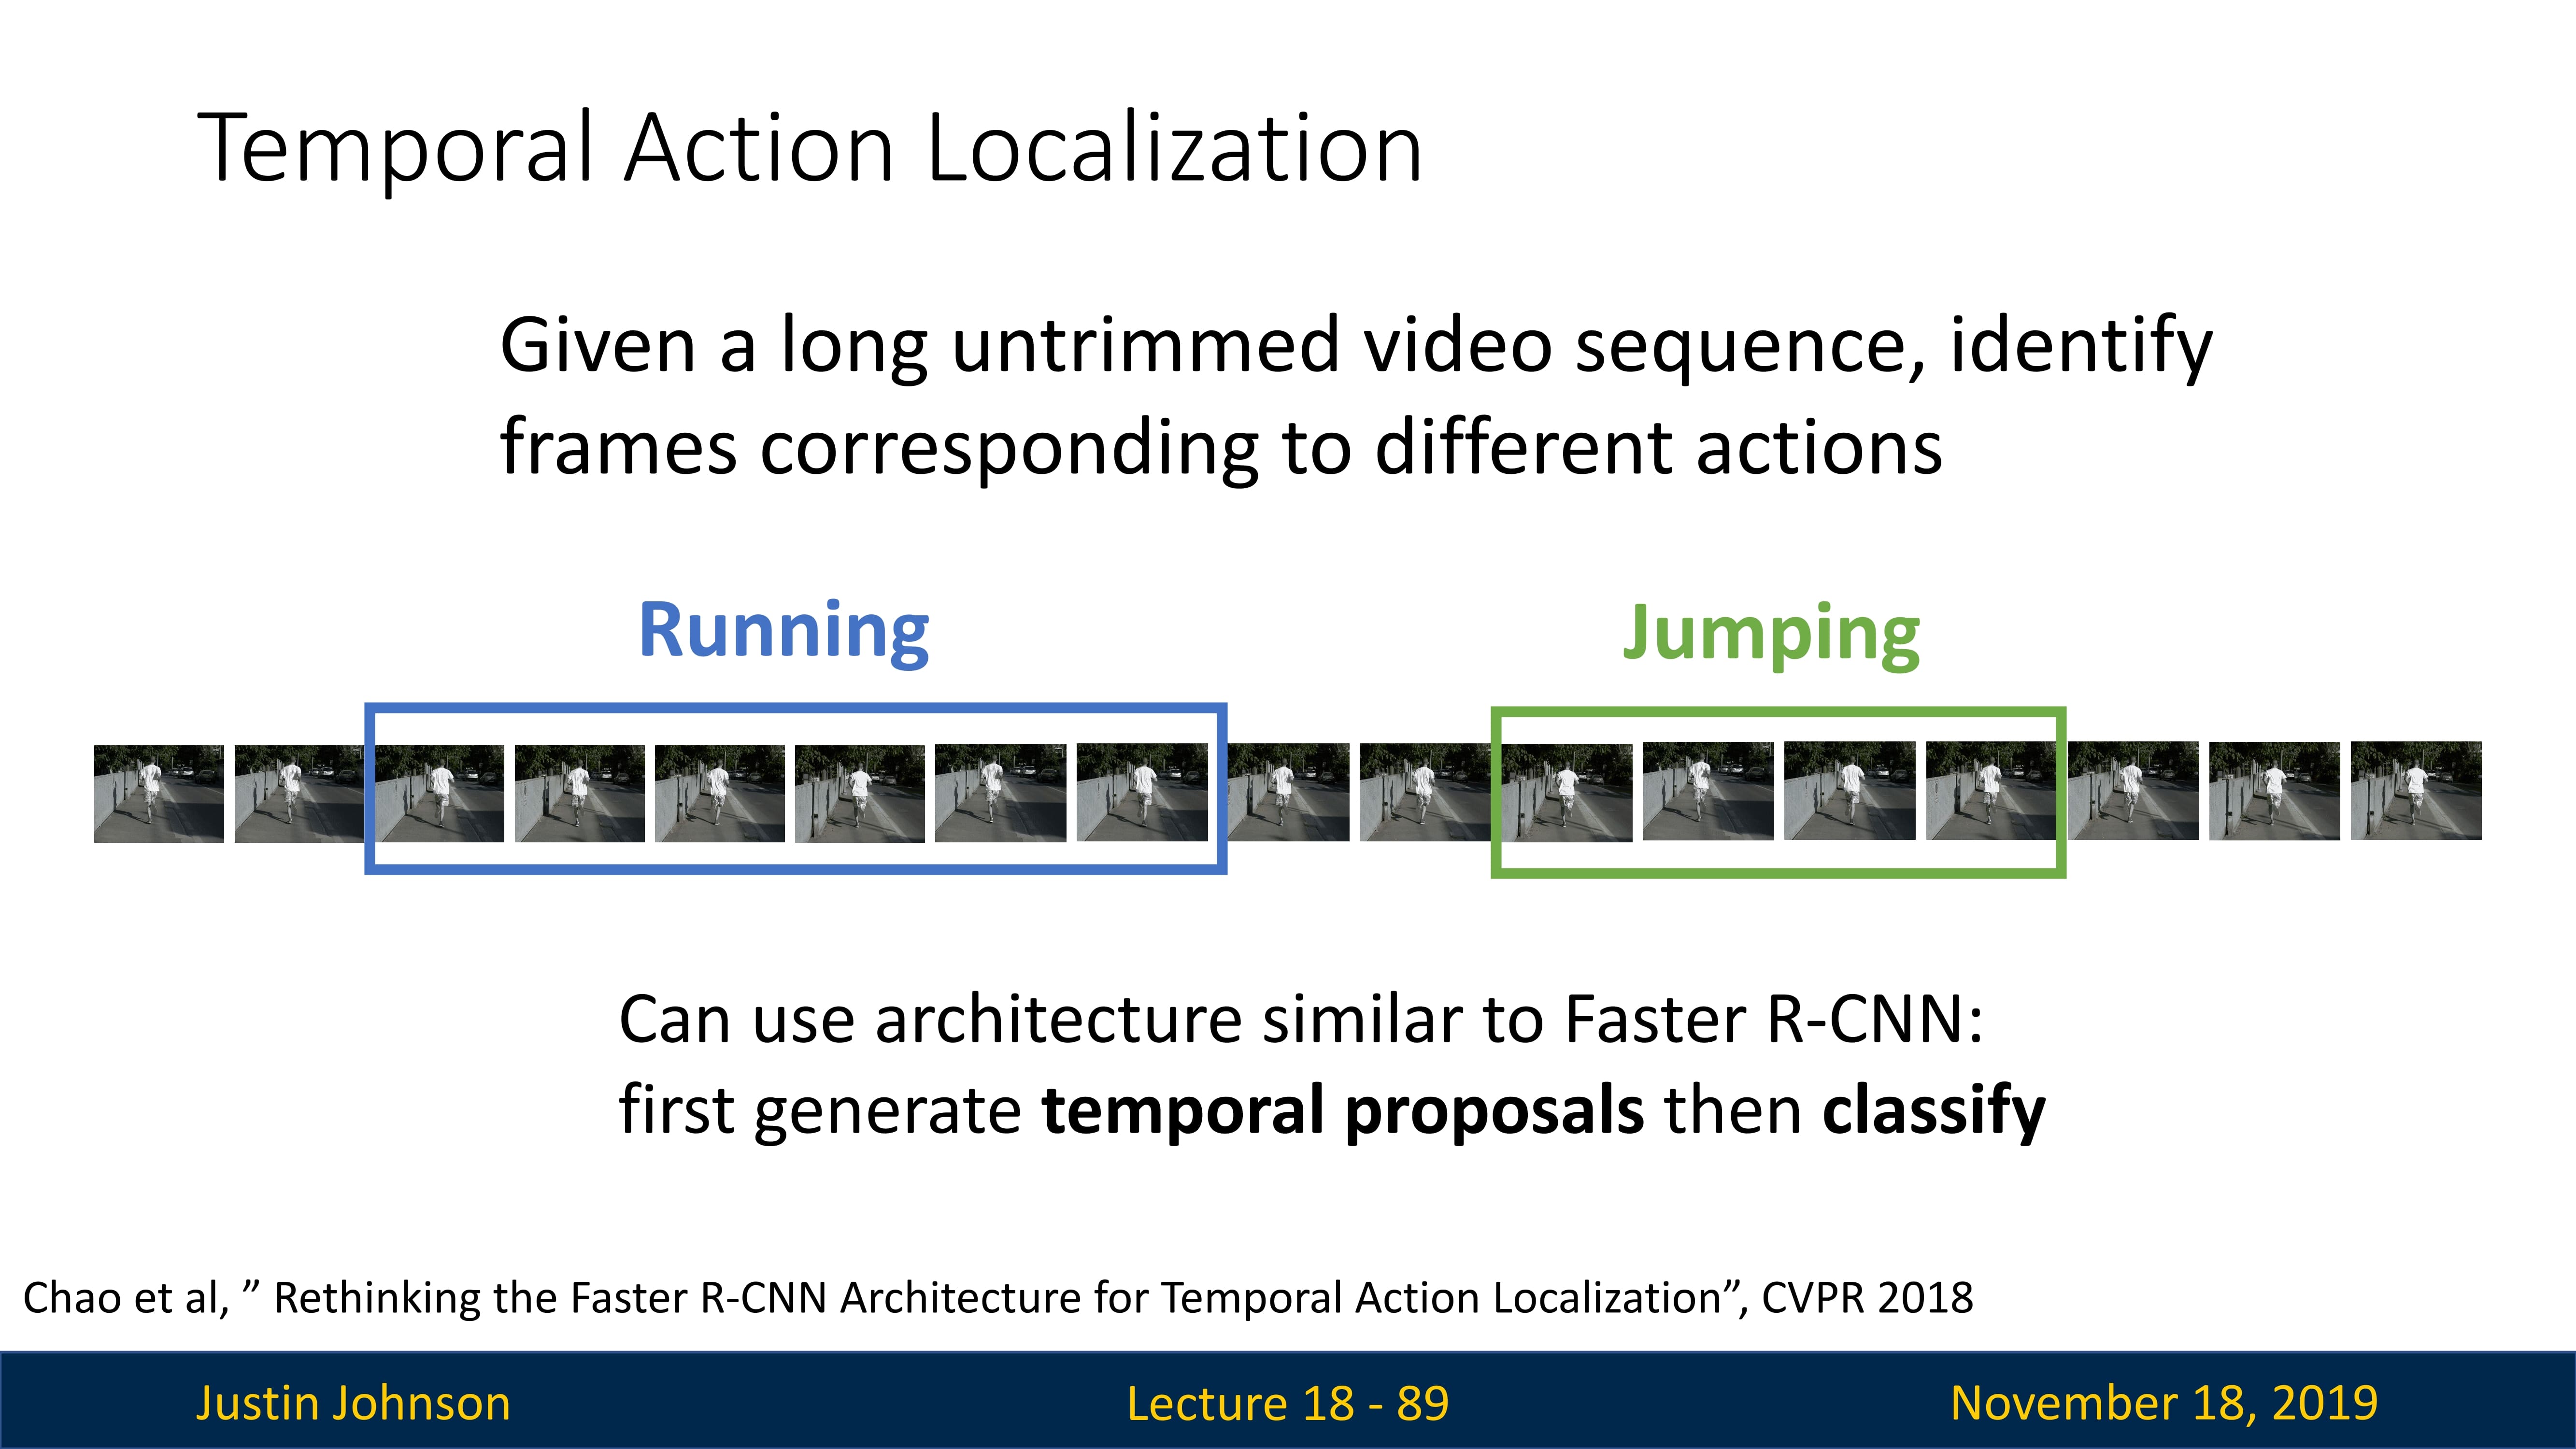 Temporal Action Localization
Given a long untrimmed video sequence, identify
frames corresponding to different actions
Running
Jumping
Can use architecture similar to Faster R-CNN:
first generate temporal proposals then classify
Chao et al, ” Rethinking the Faster R-CNN Architecture for Temporal Action Localization”, CVPR 2018
Justin Johnson
Lecture 18 - 89
November 18, 2019